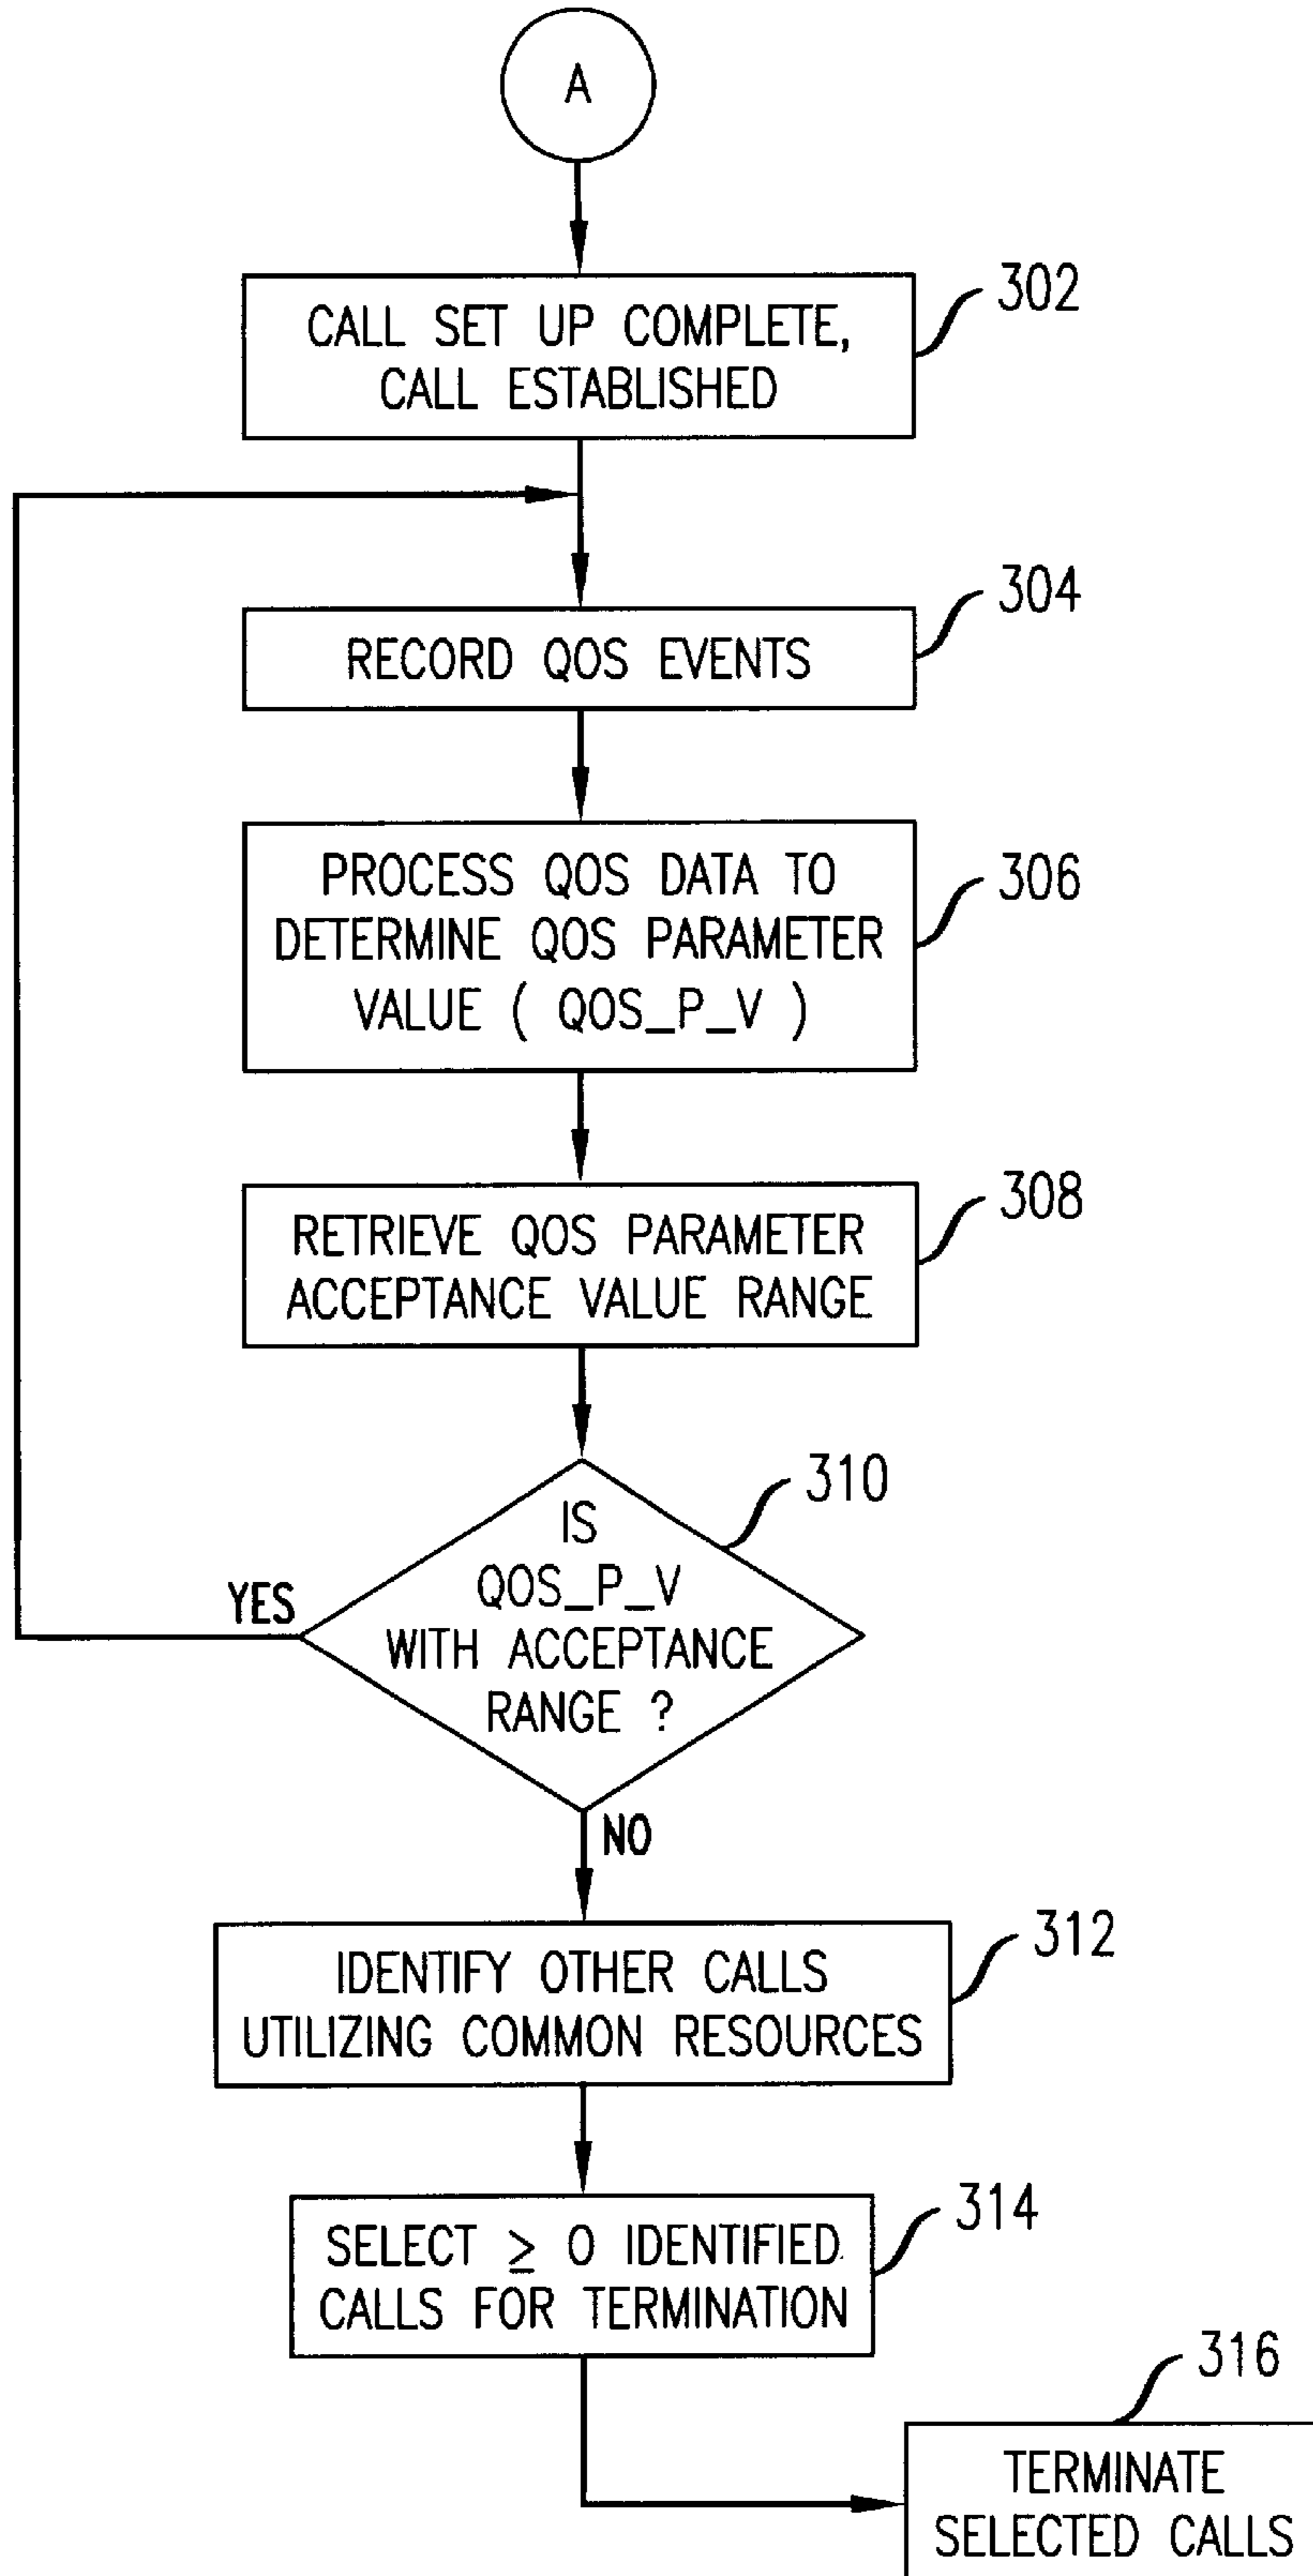 A
CALL SET UP COMPLETE,
CALL ESTABLISHED
302
RECORD QOS EVENTS
304
PROCESS QOS DATA TO
DETERMINE QOS PARAMETER
VALUE ( QOS_P_V )
306
RETRIEVE QOS PARAMETER
ACCEPTANCE VALUE RANGE
308
IS
QOS_P_V
WITH ACCEPTANCE
RANGE ?
310
YES
NO
IDENTIFY OTHER CALLS
UTILIZING COMMON RESOURCES
312
SELECT ≥ 0 IDENTIFIED
CALLS FOR TERMINATION
314
TERMINATE
SELECTED CALLS
316